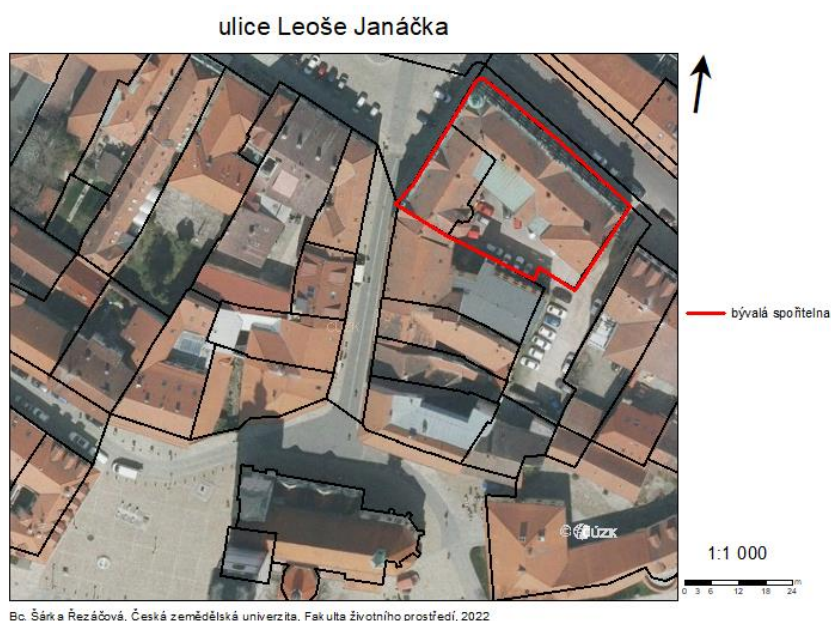 ulice Leoše Janáčka
bývalá spořitelna
ČÚZK
© ČÚZK
1:1 000
0 3 6 12 18 24 m
Bc. Šárka Řezáčová, Česká zemědělská univerzita, Fakulta životního prostředí, 2022